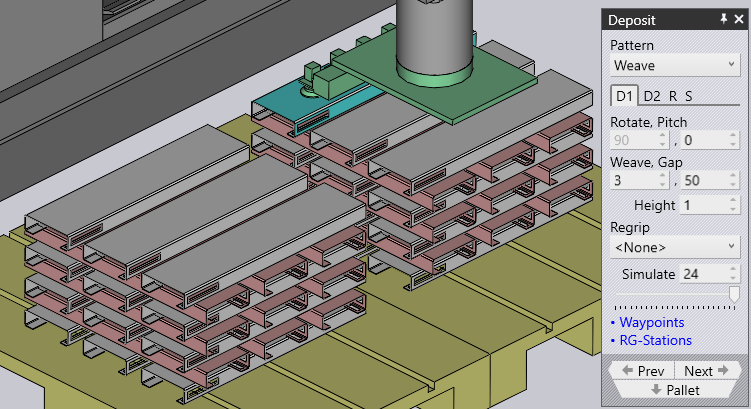 Deposit
Pattern
Weave
D1 D2 R S
Rotate, Pitch
90 , 0
Weave, Gap
3 , 50
Height 1
Regrip
<None>
Simulate 24
• Waypoints
• RG-Stations
Prev Next
Pallet